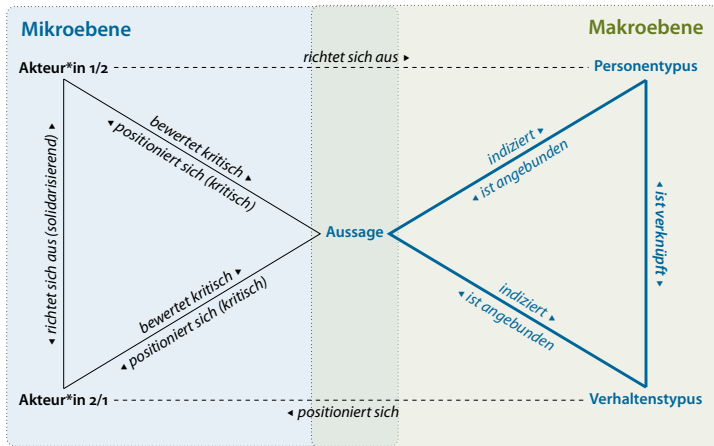 Mikroebene
Makroebene
richtet sich aus ▸
Akteur*in 1/2
Personentypus
bewertet kritisch ▸
◂ positioniert sich (kritisch)
indiziert ▸
◂ ist angebunden
◂ richtet sich aus (solidarisierend) ▸
◂ ist verknüpft ▸
Aussage
bewertet kritisch ▸
◂ positioniert sich (kritisch)
indiziert ▸
◂ ist angebunden
Akteur*in 2/1
Verhaltenstypus
◂ positioniert sich